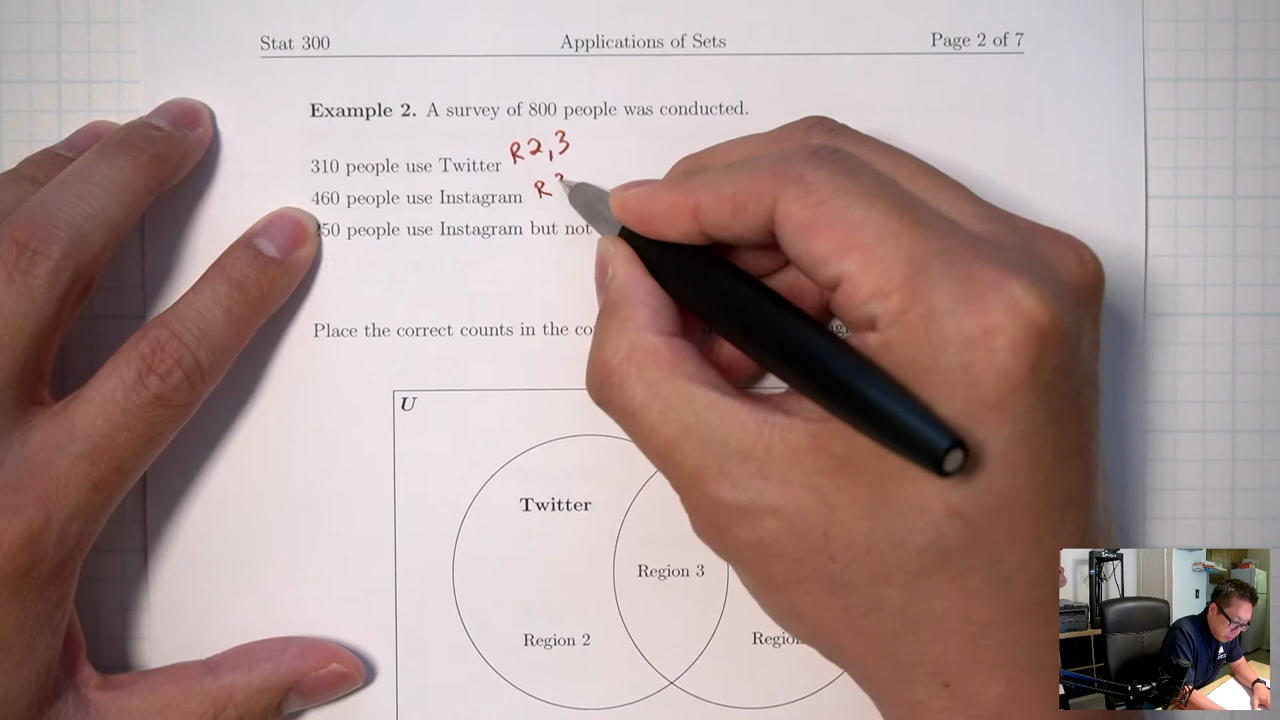 Stat 300 Applications of Sets Page 2 of 7
Example 2. A survey of 800 people was conducted.
310 people use Twitter R2,3
460 people use Instagram R
50 people use Instagram but not
Place the correct counts in the
U
Twitter
Region 3
Region 2